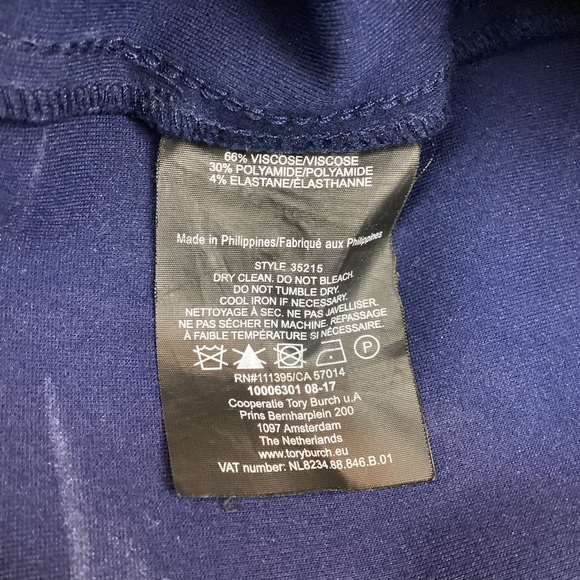 66% VISCOSE/VISCOSE
30% POLYAMIDE/POLYAMIDE
4% ELASTANE/ÉLASTHANNE
Made in Philippines/Fabriqué aux Philippines
STYLE 35215
DRY CLEAN. DO NOT BLEACH.
DO NOT TUMBLE DRY.
COOL IRON IF NECESSARY.
NETTOYAGE À SEC. NE PAS JAVELLISER.
NE PAS SÉCHER EN MACHINE. REPASSAGE
À FAIBLE TEMPÉRATURE SI NÉCESSAIRE.
P
RN#111395/CA 57014
10006301 08-17
Cooperatie Tory Burch u.A
Prins Bernharplein 200
1097 Amsterdam
The Netherlands
www.toryburch.eu
VAT number: NL8234.88.846.B.01